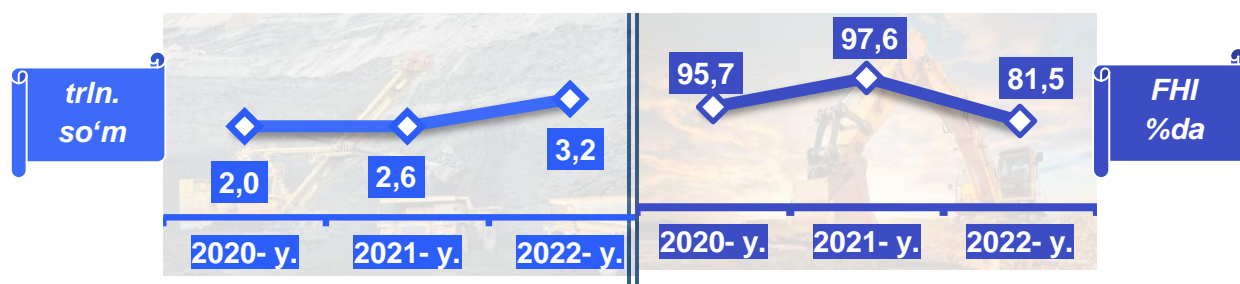 trln.
so‘m
2,0
2,6
3,2
2020- y.
2021- y.
2022- y.
95,7
97,6
81,5
2020- y.
2021- y.
2022- y.
FHI
%da